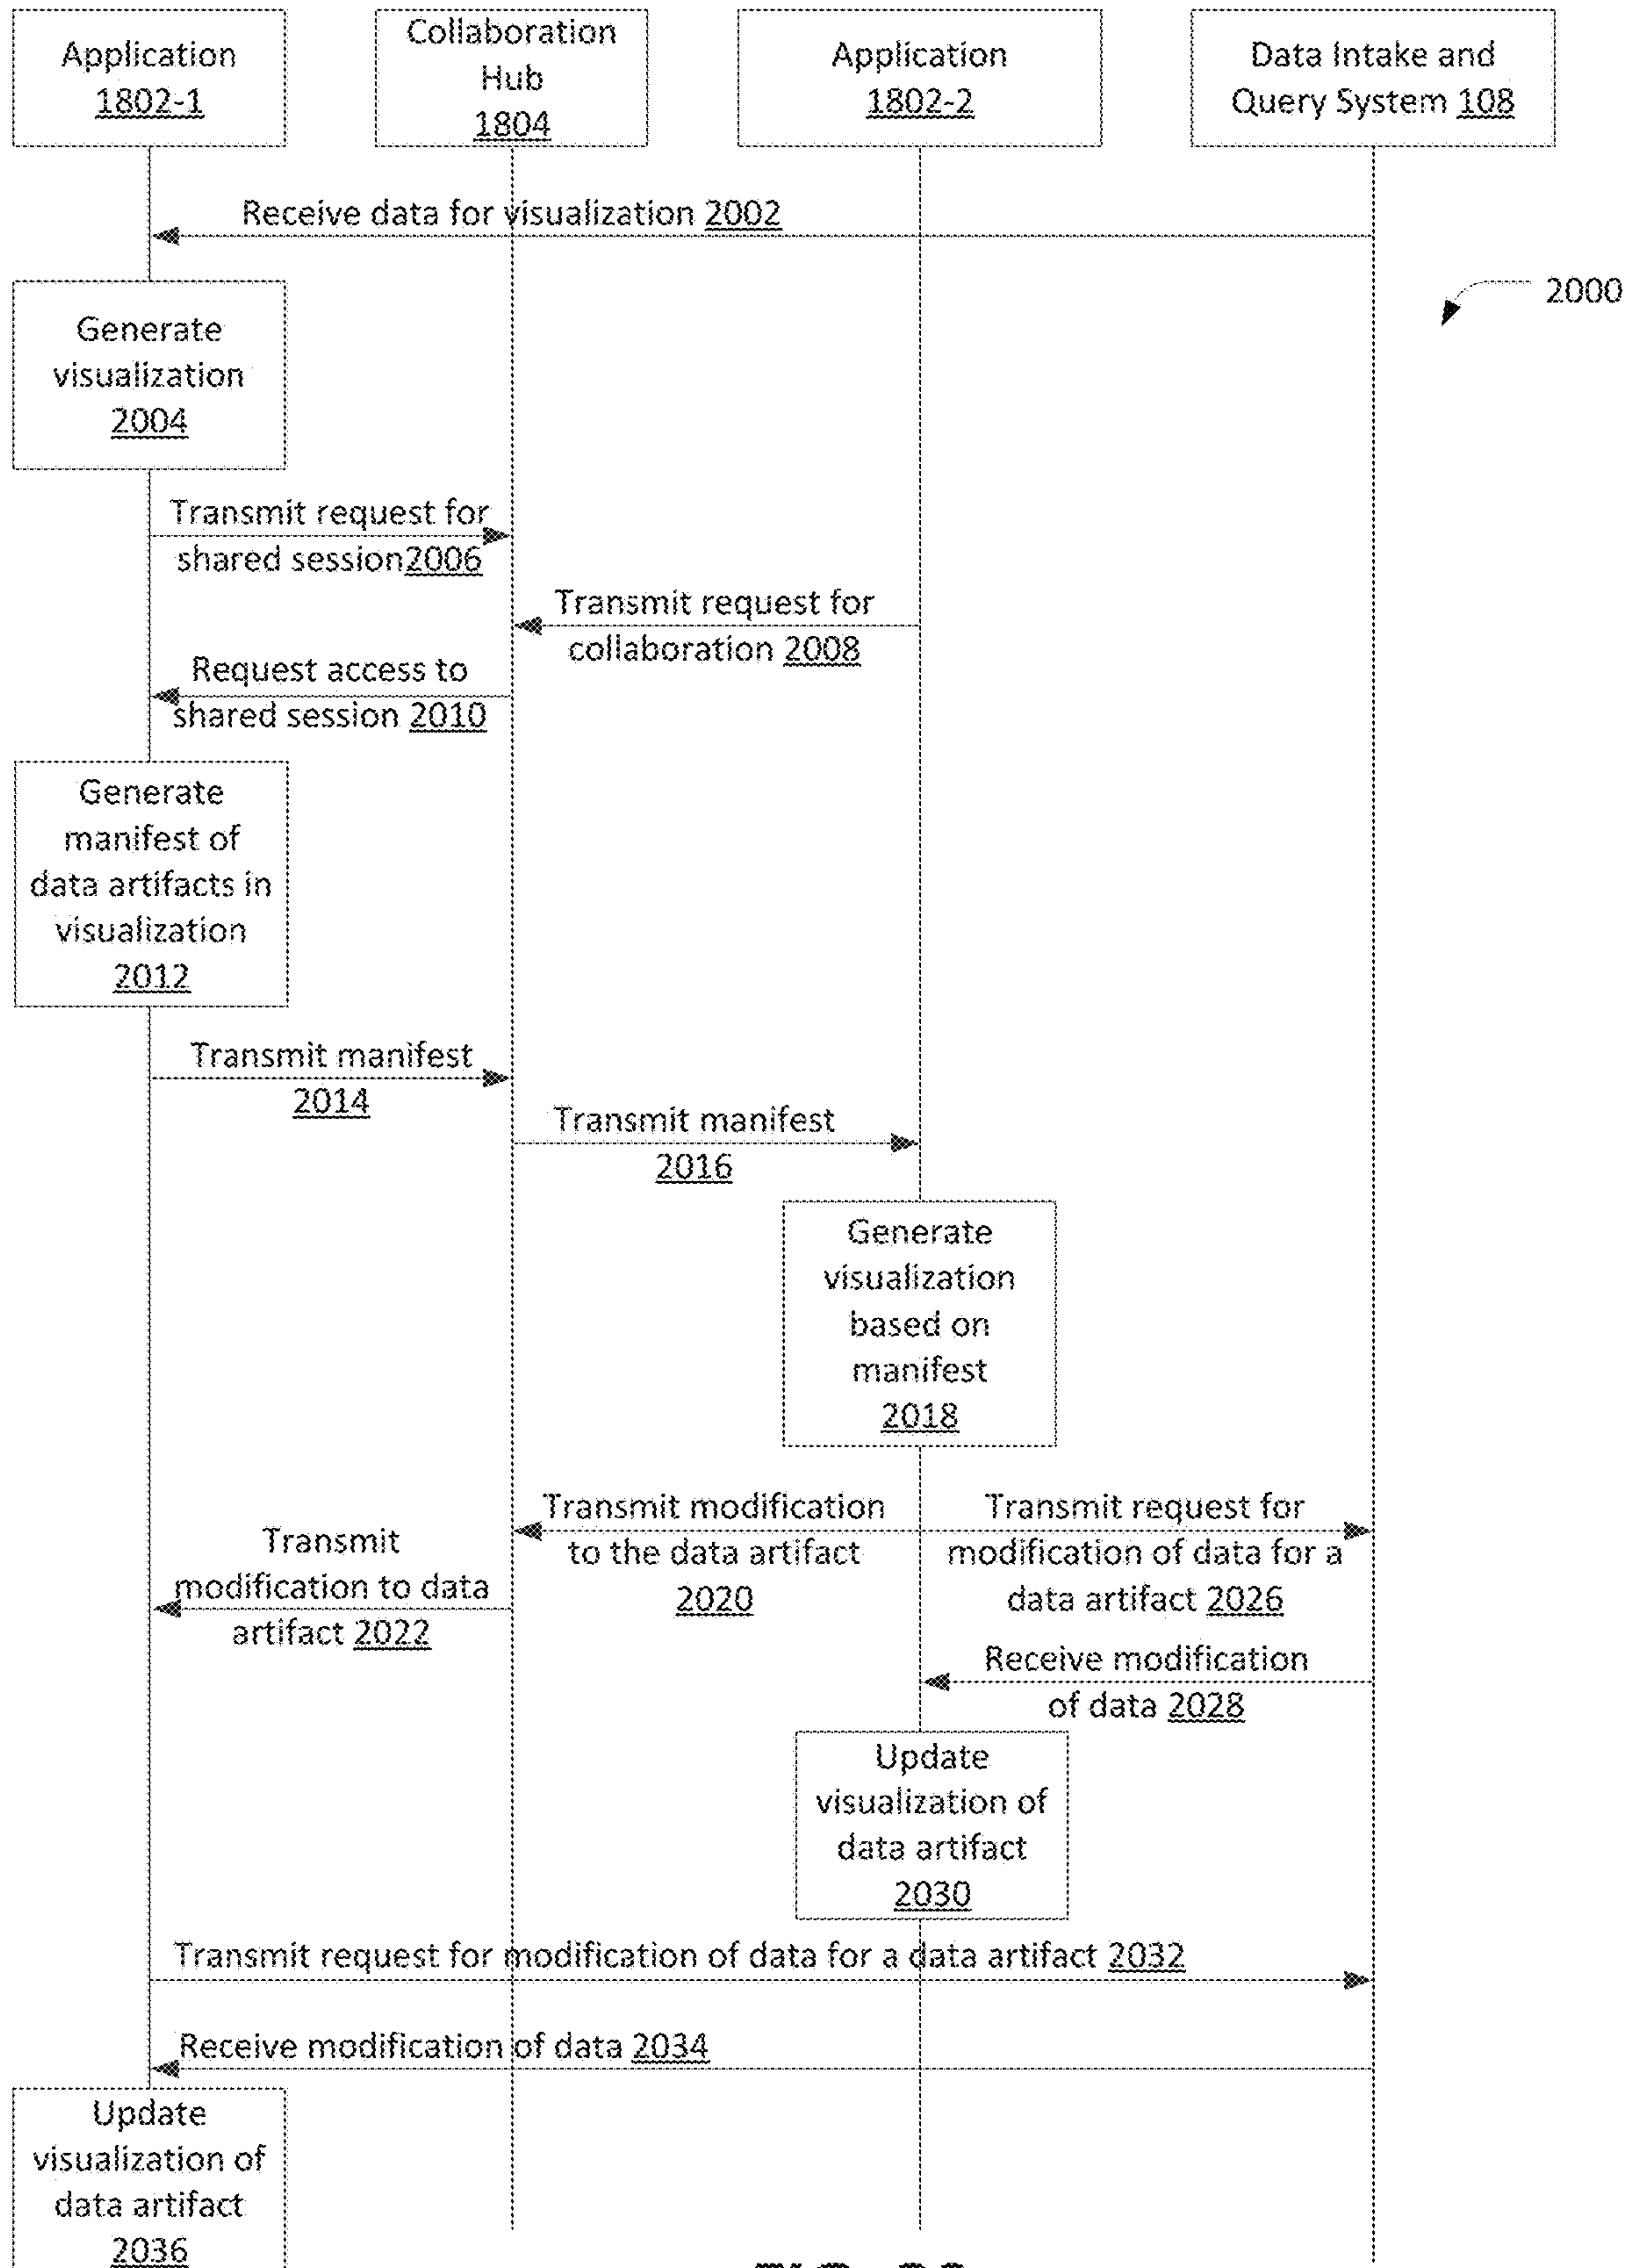 Application
1802-1
Collaboration
Hub
1804
Application
1802-2
Data Intake and
Query System 108
Receive data for visualization 2002
2000
Generate
visualization
2004
Transmit request for
shared session2006
Transmit request for
collaboration 2008
Request access to
shared session 2010
Generate
manifest of
data artifacts in
visualization
2012
Transmit manifest
2014
Transmit manifest
2016
Generate
visualization
based on
manifest
2018
Transmit modification
to the data artifact
2020
Transmit request for
modification of data for a
data artifact 2026
Transmit
modification to data
artifact 2022
Receive modification
of data 2028
Update
visualization of
data artifact
2030
Transmit request for modification of data for a data artifact 2032
Receive modification of data 2034
Update
visualization of
data artifact
2036